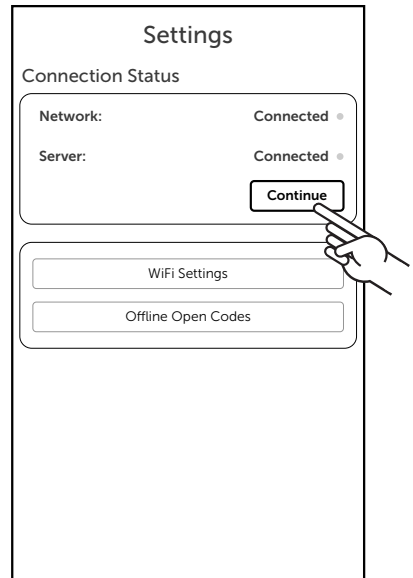 Settings
Connection Status
Network: Connected
Server: Connected
Continue
WiFi Settings
Offline Open Codes